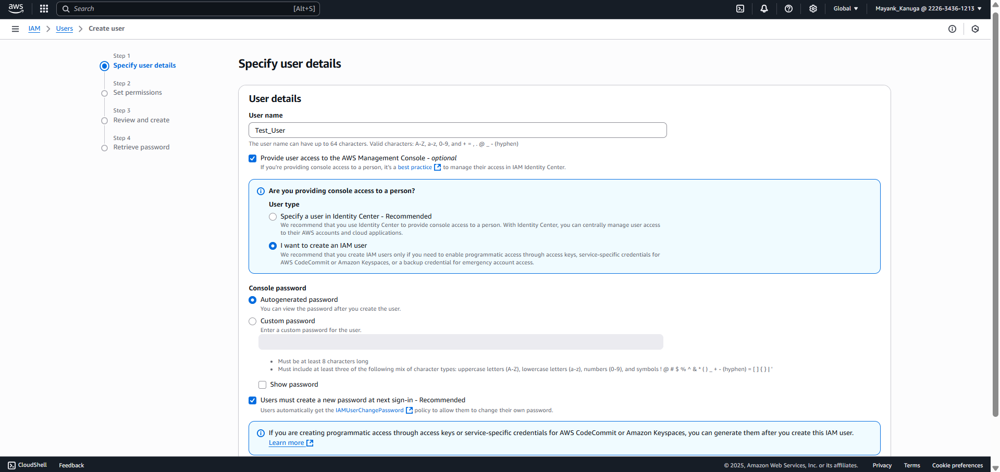 aws
Search [Alt+S]
Global Mayank_Kanuga @ 2226-3436-1213
IAM Users Create user
Step 1
Specify user details
Step 2
Set permissions
Step 3
Review and create
Step 4
Retrieve password
Specify user details
User details
User name
Test_User
The user name can have up to 64 characters. Valid characters: A-Z, a-z, 0-9, and + = , . @ _ - (hyphen)
Provide user access to the AWS Management Console - optional
If you're providing console access to a person, it's a best practice to manage their access in IAM Identity Center.
Are you providing console access to a person?
User type
Specify a user in Identity Center - Recommended
We recommend that you use Identity Center to provide console access to a person. With Identity Center, you can centrally manage user access
to their AWS accounts and cloud applications.
I want to create an IAM user
We recommend that you create IAM users only if you need to enable programmatic access through access keys, service-specific credentials for
AWS CodeCommit or Amazon Keyspaces, or a backup credential for emergency account access.
Console password
Autogenerated password
You can view the password after you create the user.
Custom password
Enter a custom password for the user.
• Must be at least 8 characters long
• Must include at least three of the following mix of character types: uppercase letters (A-Z), lowercase letters (a-z), numbers (0-9), and symbols ! @ # $ % ^ & * ( ) _ + - (hyphen) = [ ] { } | '
Show password
Users must create a new password at next sign-in - Recommended
Users automatically get the IAMUserChangePassword policy to allow them to change their own password.
If you are creating programmatic access through access keys or service-specific credentials for AWS CodeCommit or Amazon Keyspaces, you can generate them after you create this IAM user.
Learn more
CloudShell Feedback © 2025, Amazon Web Services, Inc. or its affiliates. Privacy Terms Cookie preferences